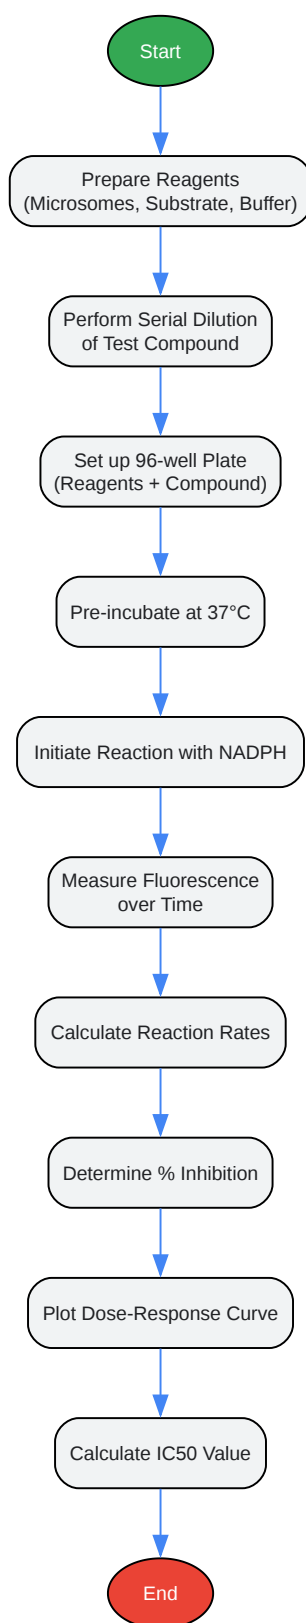 Start
Prepare Reagents
(Microsomes, Substrate, Buffer)
Perform Serial Dilution
of Test Compound
Set up 96-well Plate
(Reagents + Compound)
Pre-incubate at 37°C
Initiate Reaction with NADPH
Measure Fluorescence
over Time
Calculate Reaction Rates
Determine % Inhibition
Plot Dose-Response Curve
Calculate IC50 Value
End